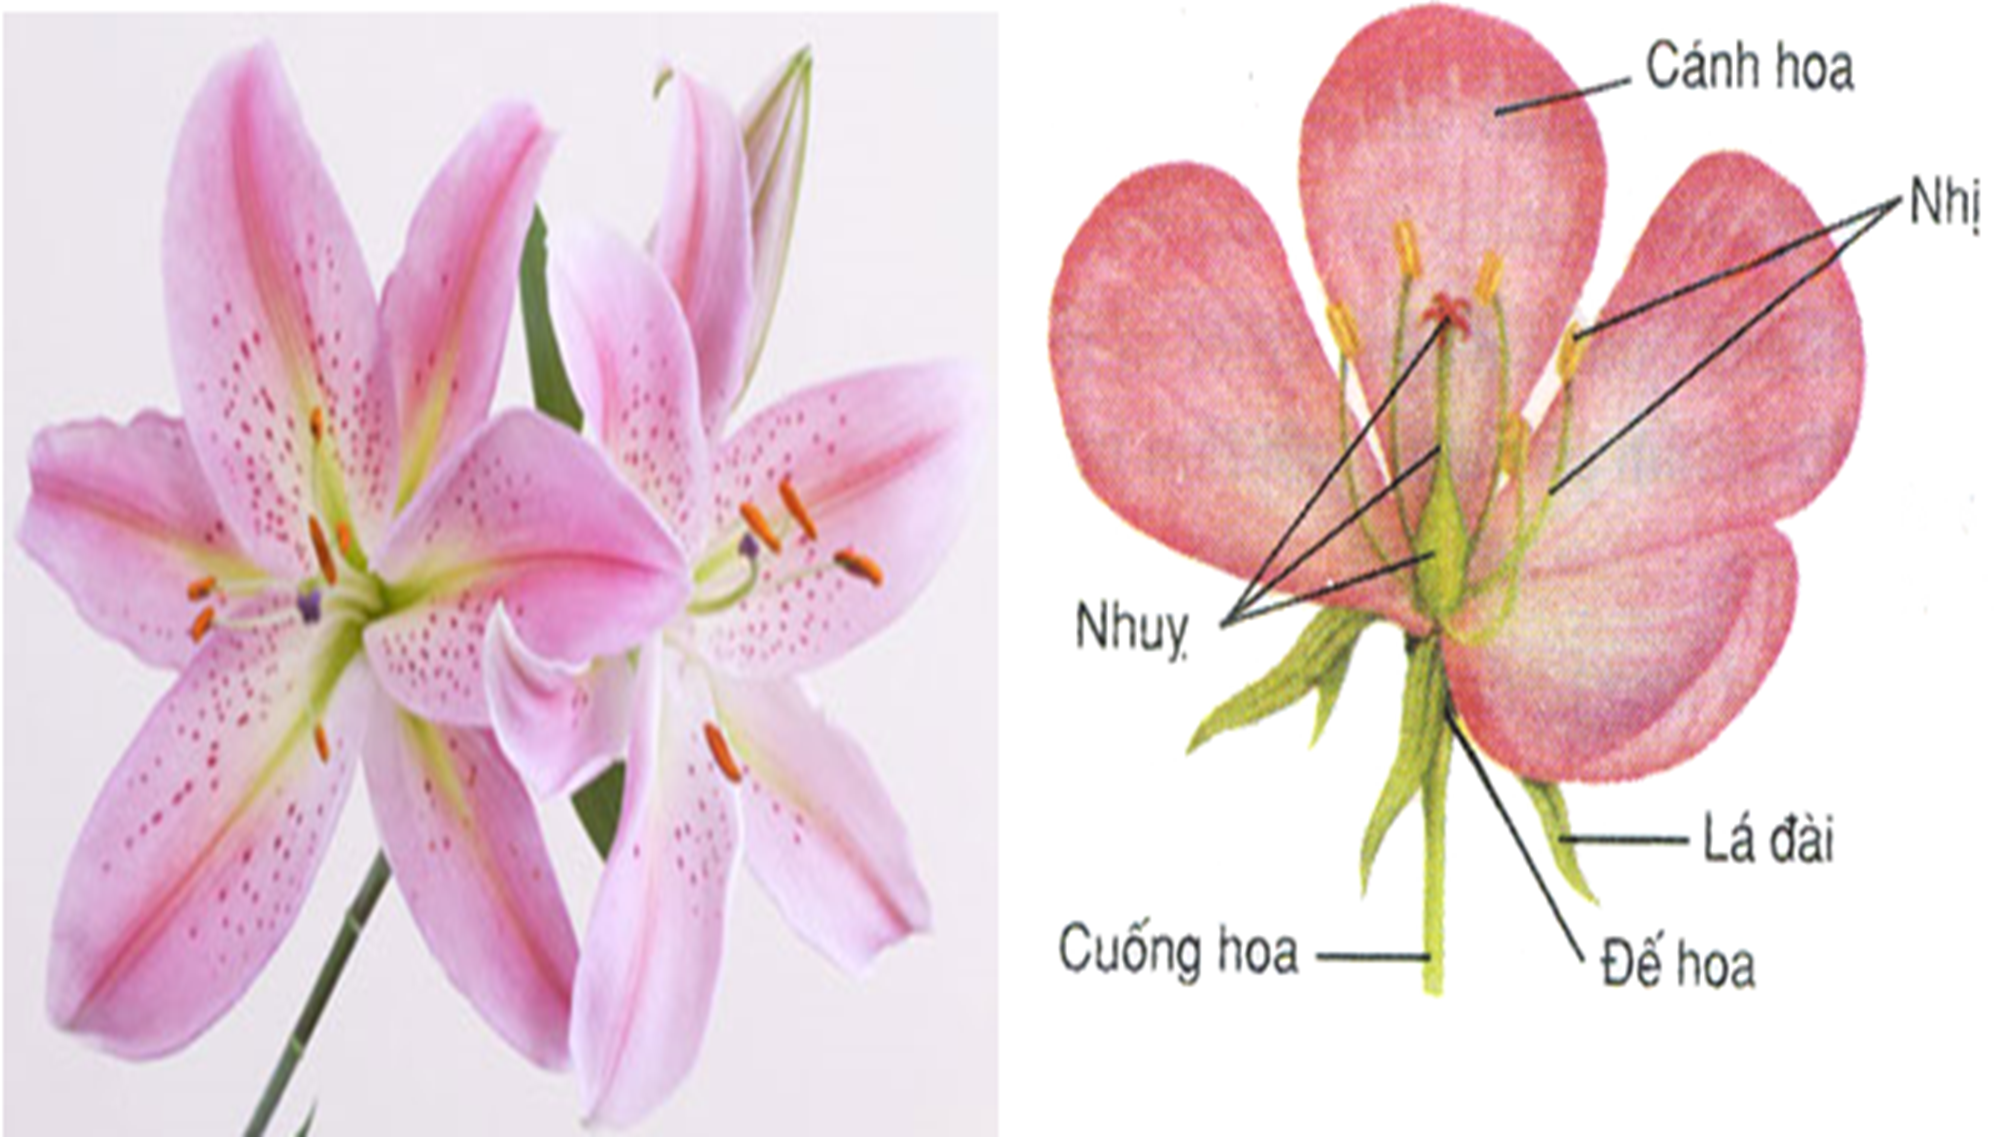 Cánh hoa
Nhị
Nhuỵ
Lá đài
Cuống hoa
Đế hoa